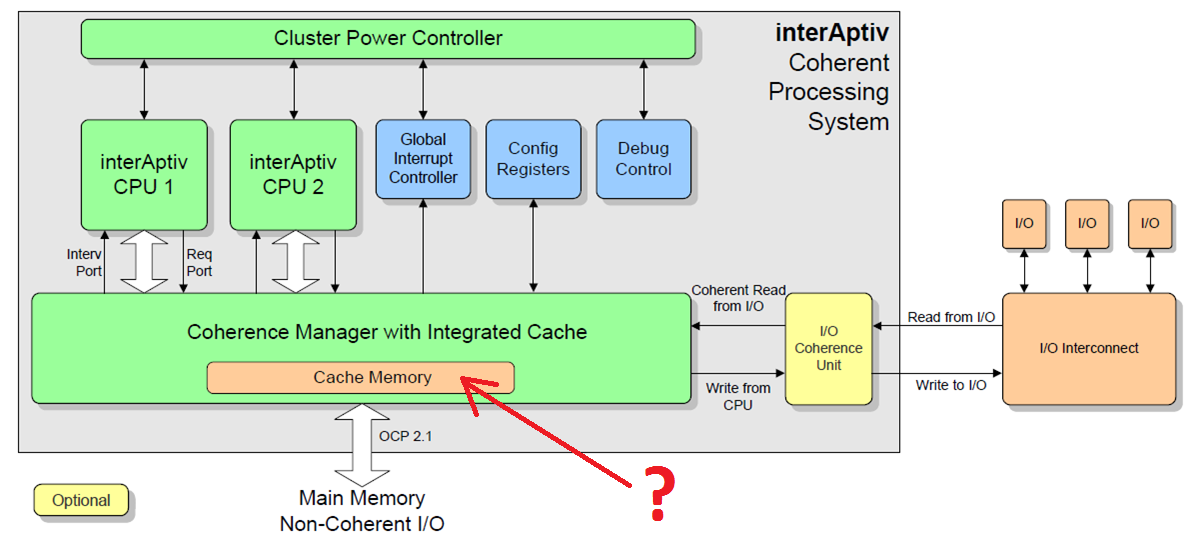 Cluster Power Controller
interAptiv
Coherent
Processing
System
interAptiv
CPU 1
interAptiv
CPU 2
Global
Interrupt
Controller
Config
Registers
Debug
Control
Interv
Port
Req
Port
I/O
I/O
I/O
Coherence Manager with Integrated Cache
Cache Memory
Coherent Read
from I/O
Write from
CPU
I/O
Coherence
Unit
Read from I/O
Write to I/O
I/O Interconnect
OCP 2.1
Main Memory
Non-Coherent I/O
Optional
?